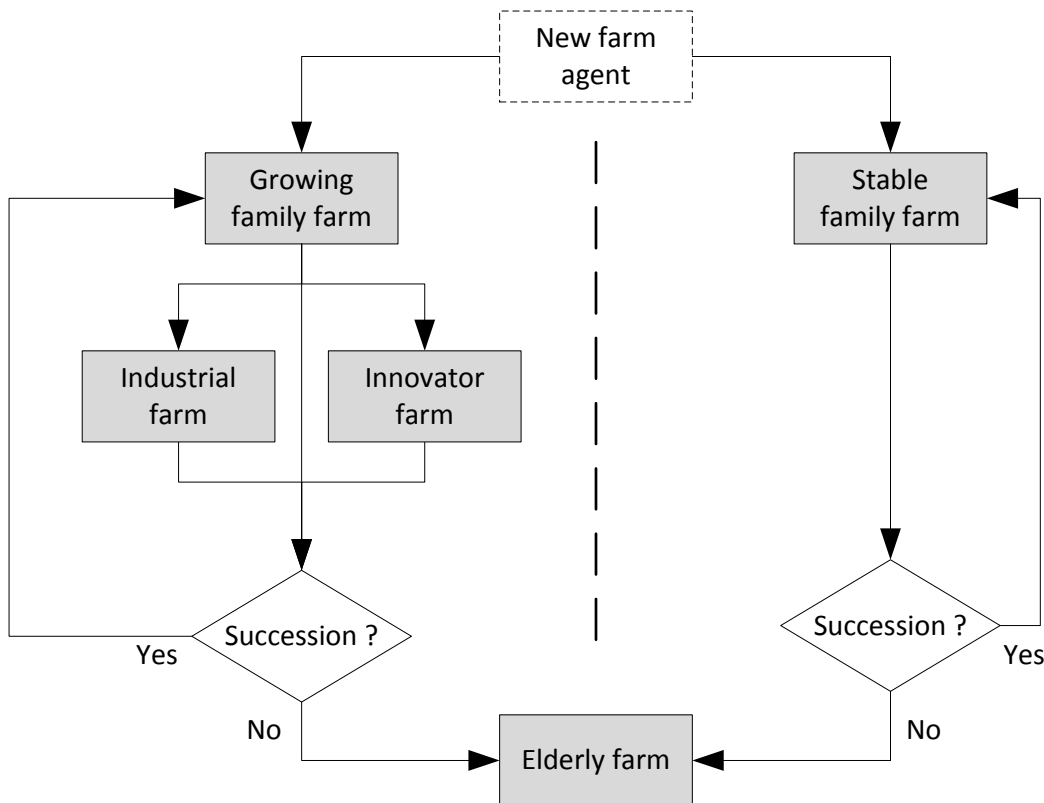 New farm
agent
Growing
family farm
Stable
family farm
Industrial
farm
Innovator
farm
Succession ?
Succession ?
Yes
Yes
No
No
Elderly farm